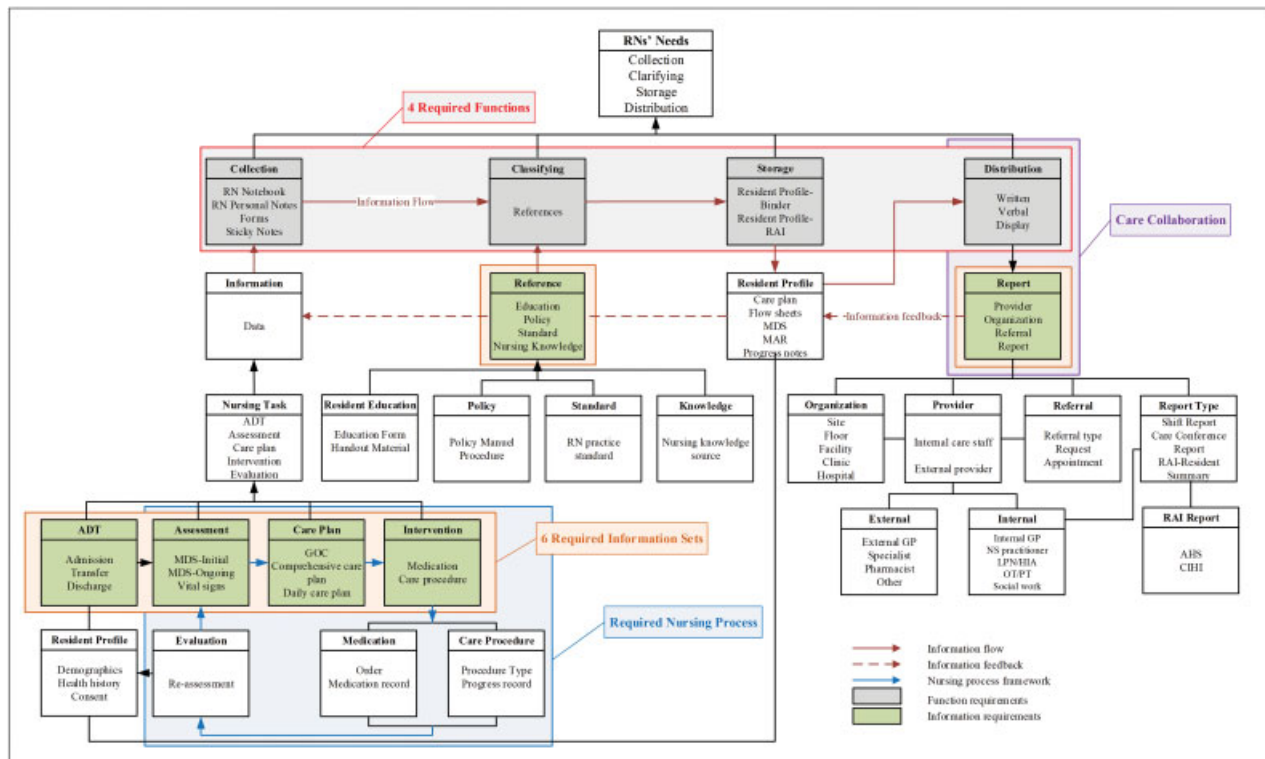 RNs' Needs
Collection
Clarifying
Storage
Distribution
4 Required Functions
Collection
RN Notebook
RN Personal Notes
Forms
Sticky Notes
Information Flow
Classifying
References
Storage
Resident Profile-
Binder
Resident Profile-
RAI
Distribution
Written
Verbal
Display
Care Collaboration
Information
Data
Reference
Education
Policy
Standard
Nursing Knowledge
Resident Profile
Care plan
Flow sheets
MDS
MAR
Progress notes
Information feedback
Report
Provider
Organization
Referral
Report
Nursing Task
ADT
Assessment
Care plan
Intervention
Evaluation
Resident Education
Education Form
Handout Material
Policy
Policy Manuel
Procedure
Standard
RN practice
standard
Knowledge
Nursing knowledge
source
Organization
Site
Floor
Facility
Clinic
Hospital
Provider
Internal care staff
External provider
Referral
Referral type
Request
Appointment
Report Type
Shift Report
Care Conference
Report
RAI-Resident
Summary
ADT
Admission
Transfer
Discharge
Assessment
MDS-Initial
MDS-Ongoing
Vital signs
Care Plan
GOC
Comprehensive care
plan
Daily care plan
Intervention
Medication
Care procedure
6 Required Information Sets
External
External GP
Specialist
Pharmacist
Other
Internal
Internal GP
NS practitioner
LPN/HIA
OT/PT
Social work
RAI Report
AHS
CIHI
Resident Profile
Demographics
Health history
Consent
Evaluation
Re-assessment
Medication
Order
Medication record
Care Procedure
Procedure Type
Progress record
Required Nursing Process
Information flow
Information feedback
Nursing process framework
Function requirements
Information requirements